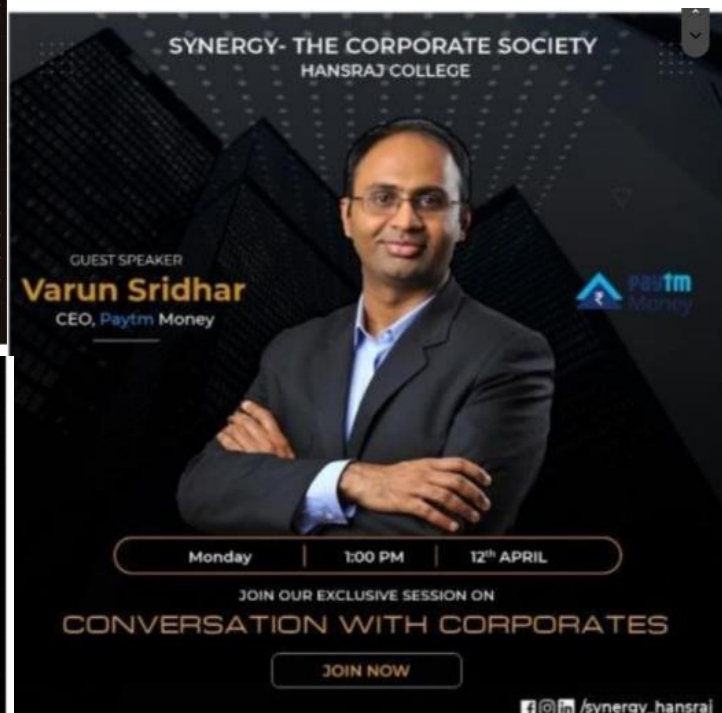 SYNERGY- THE CORPORATE SOCIETY
HANSRAJ COLLEGE
GUEST SPEAKER
Varun Sridhar
CEO, Paytm Money
₹ Paytm
Money
Monday | 1:00 PM | 12th APRIL
JOIN OUR EXCLUSIVE SESSION ON
CONVERSATION WITH CORPORATES
JOIN NOW
/synergy_hansraj